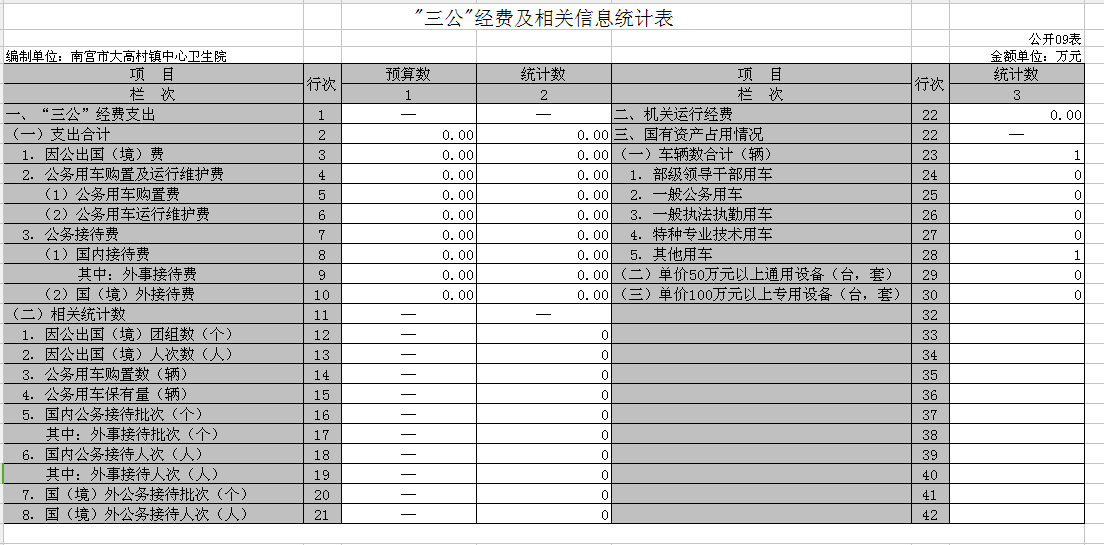 "三公"经费及相关信息统计表
公开09表
编制单位：南宫市大高村镇中心卫生院 金额单位：万元
项 目 行次 预算数 统计数 项 目 行次 统计数
栏 次 1 2 栏 次 3
一、“三公”经费支出 1 — — 二、机关运行经费 22 0.00
（一）支出合计 2 0.00 0.00 三、国有资产占用情况 22 —
1．因公出国（境）费 3 0.00 0.00 （一）车辆数合计（辆） 23 1
2．公务用车购置及运行维护费 4 0.00 0.00 1．部级领导干部用车 24 0
（1）公务用车购置费 5 0.00 0.00 2．一般公务用车 25 0
（2）公务用车运行维护费 6 0.00 0.00 3．一般执法执勤用车 26 0
3．公务接待费 7 0.00 0.00 4．特种专业技术用车 27 0
（1）国内接待费 8 0.00 0.00 5．其他用车 28 1
其中：外事接待费 9 0.00 0.00 （二）单价50万元以上通用设备（台，套） 29 0
（2）国（境）外接待费 10 0.00 0.00 （三）单价100万元以上专用设备（台，套） 30 0
（二）相关统计数 11 — — 32
1．因公出国（境）团组数（个） 12 — 0 33
2．因公出国（境）人次数（人） 13 — 0 34
3．公务用车购置数（辆） 14 — 0 35
4．公务用车保有量（辆） 15 — 0 36
5．国内公务接待批次（个） 16 — 0 37
其中：外事接待批次（个） 17 — 0 38
6．国内公务接待人次（人） 18 — 0 39
其中：外事接待人次（人） 19 — 0 40
7．国（境）外公务接待批次（个） 20 — 0 41
8．国（境）外公务接待人次（人） 21 — 0 42